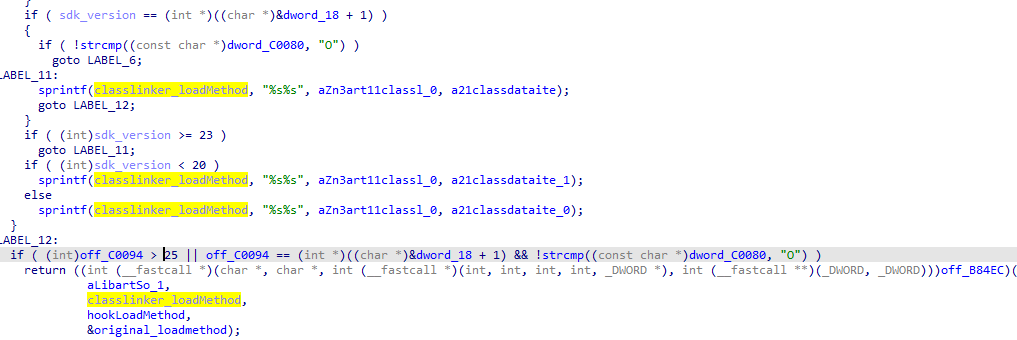 }
if ( sdk_version == (int *)((char *)&dword_18 + 1) )
{
if ( !strcmp((const char *)dword_C0080, "O") )
goto LABEL_6;
LABEL_11:
sprintf(classlinker_loadMethod, "%s%s", aZn3art11classl_0, a21classdataite);
goto LABEL_12;
}
if ( (int)sdk_version >= 23 )
goto LABEL_11;
if ( (int)sdk_version < 20 )
sprintf(classlinker_loadMethod, "%s%s", aZn3art11classl_0, a21classdataite_1);
else
sprintf(classlinker_loadMethod, "%s%s", aZn3art11classl_0, a21classdataite_0);
}
LABEL_12:
if ( (int)off_C0094 > 25 || off_C0094 == (int *)((char *)&dword_18 + 1) && !strcmp((const char *)dword_C0080, "O") )
return ((int (__fastcall *)(char *, char *, int (__fastcall *)(int, int, int, int, _DWORD *), int (__fastcall **)(_DWORD, _DWORD)))off_B84EC)(
aLibartSo_1,
classlinker_loadMethod,
hookLoadMethod,
&original_loadmethod);